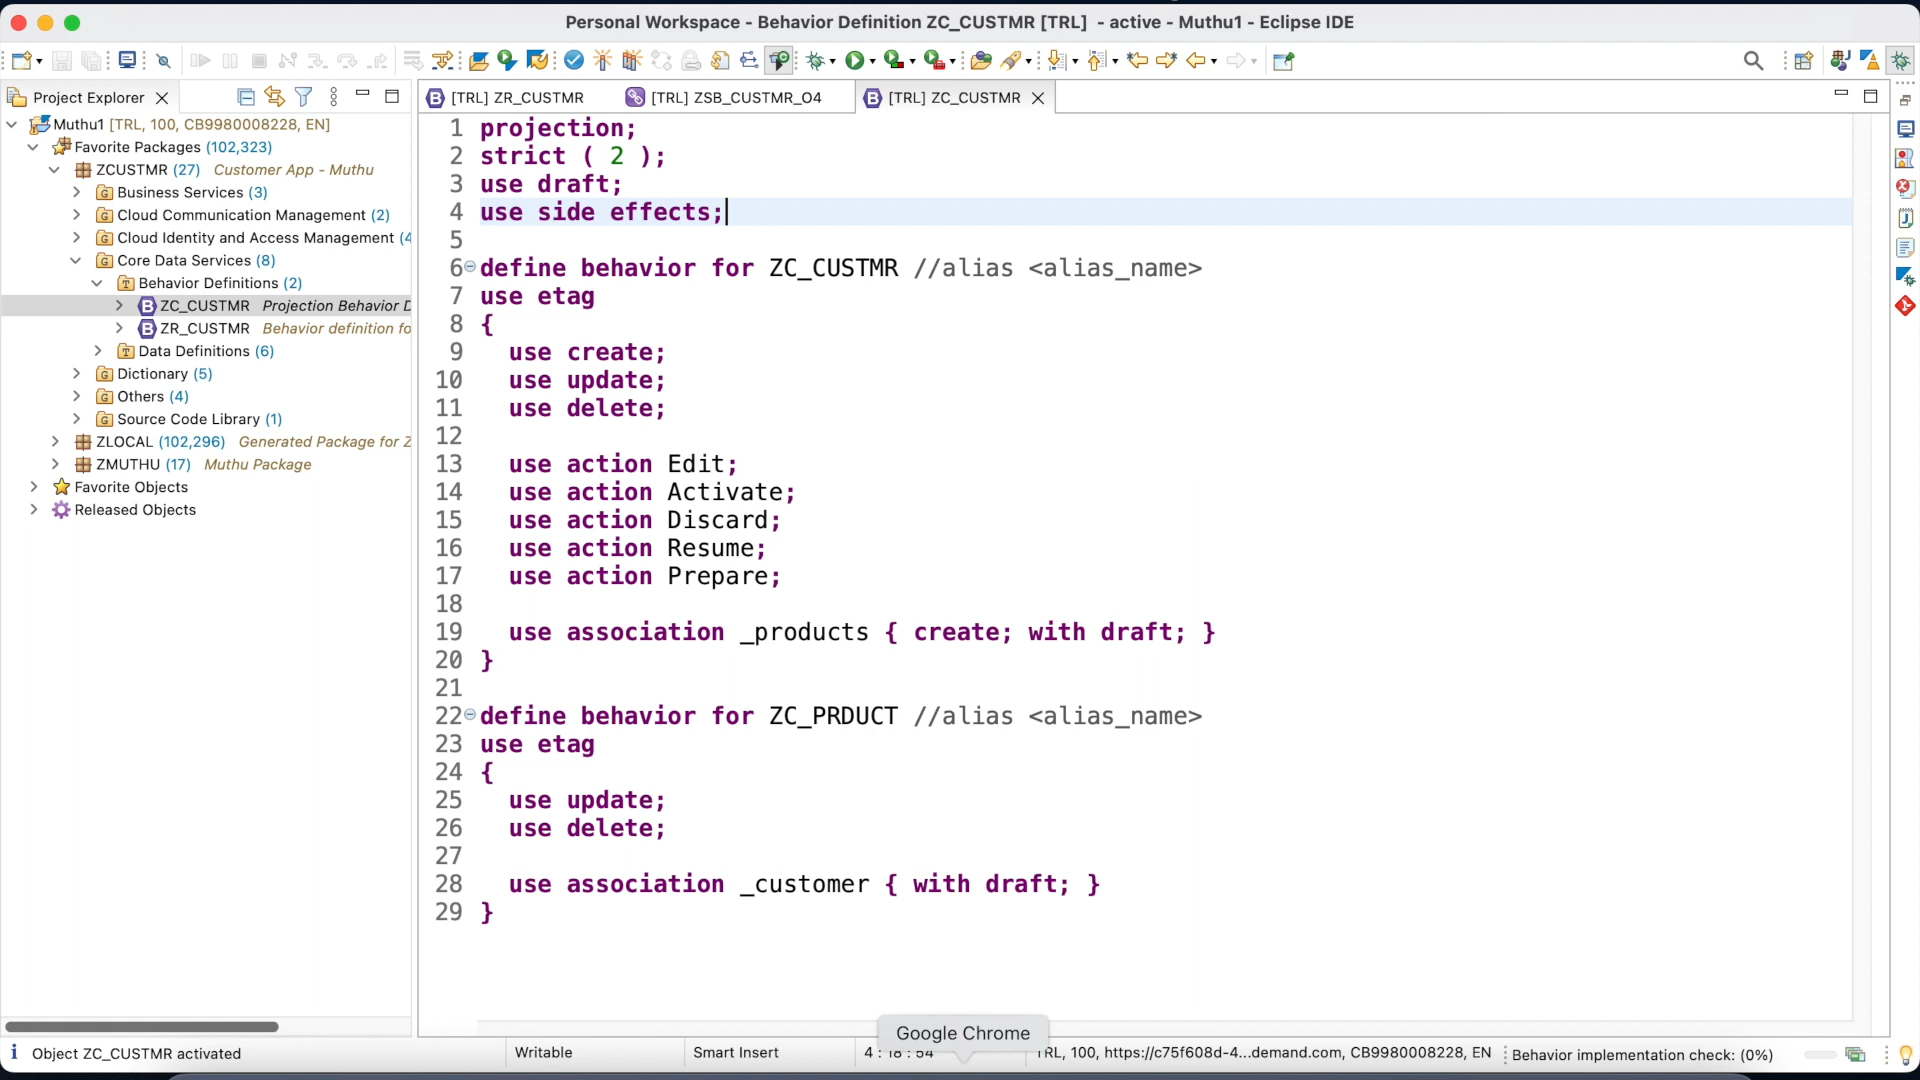 Personal Workspace - Behavior Definition ZC_CUSTMR [TRL]  - active - Muthu1 - Eclipse IDE
Project Explorer
[TRL] ZR_CUSTMR
[TRL] ZSB_CUSTMR_O4
[TRL] ZC_CUSTMR
Muthu1 [TRL, 100, CB9980008228, EN]
Favorite Packages (102,323)
ZCUSTMR (27) Customer App - Muthu
Business Services (3)
Cloud Communication Management (2)
Cloud Identity and Access Management (4
Core Data Services (8)
Behavior Definitions (2)
ZC_CUSTMR Projection Behavior D
ZR_CUSTMR Behavior definition fo
Data Definitions (6)
Dictionary (5)
Others (4)
Source Code Library (1)
ZLOCAL (102,296) Generated Package for Z
ZMUTHU (17) Muthu Package
Favorite Objects
Released Objects
1 projection;
2 strict ( 2 );
3 use draft;
4 use side effects;
5
6 define behavior for ZC_CUSTMR //alias <alias_name>
7 use etag
8 {
9   use create;
10   use update;
11   use delete;
12
13   use action Edit;
14   use action Activate;
15   use action Discard;
16   use action Resume;
17   use action Prepare;
18
19   use association _products { create; with draft; }
20 }
21
22 define behavior for ZC_PRDUCT //alias <alias_name>
23 use etag
24 {
25   use update;
26   use delete;
27
28   use association _customer { with draft; }
29 }
Google Chrome
Object ZC_CUSTMR activated
Writable
Smart Insert
4 : 18 : 54
TRL, 100, https://c75f608d-4...demand.com, CB9980008228, EN
Behavior implementation check: (0%)